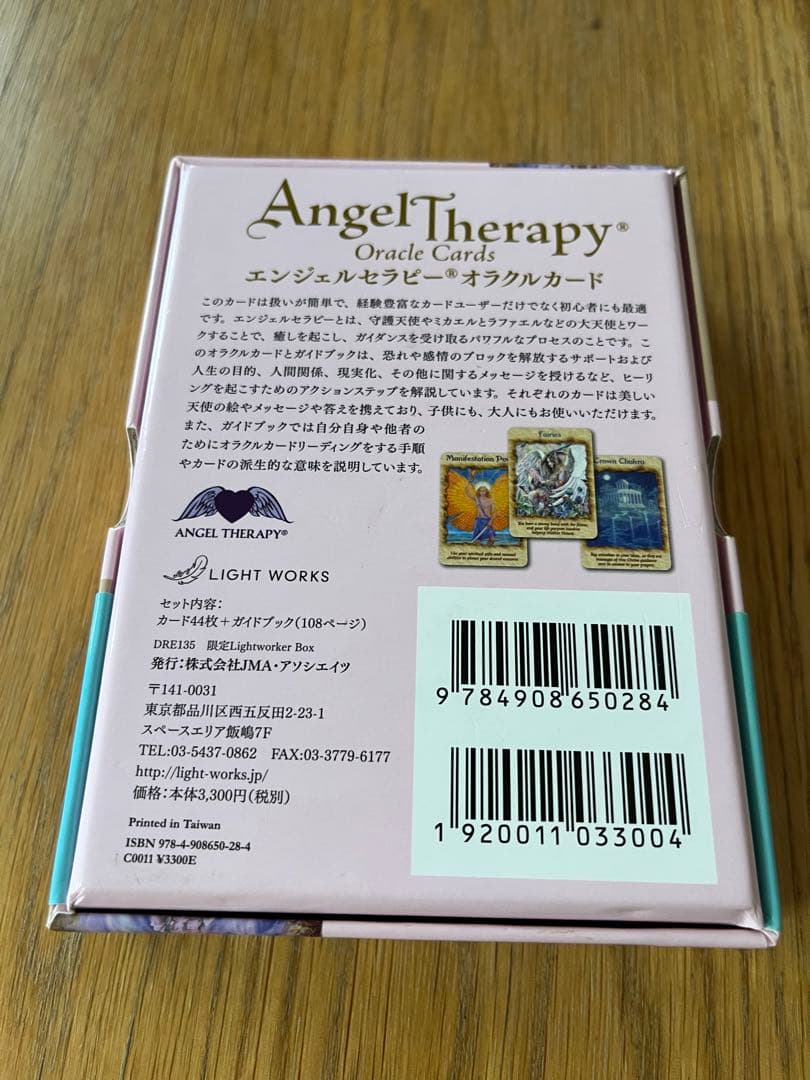 Angel Therapy®
Oracle Cards
エンジェルセラピー®オラクルカード
このカードは扱いが簡単で、経験豊富なカードユーザーだけでなく初心者にも最適
です。エンジェルセラピーとは、守護天使やミカエルとラファエルなどの大天使とワー
クすることで、癒しを起こし、ガイダンスを受け取るパワフルなプロセスのことです。こ
のオラクルカードとガイドブックは、恐れや感情のブロックを解放するサポートおよび
人生の目的、人間関係、現実化、その他に関するメッセージを授けるなど、ヒーリ
ングを起こすためのアクションステップを解説しています。それぞれのカードは美しい
天使の絵やメッセージや答えを携えており、子供にも、大人にもお使いいただけます。
また、ガイドブックでは自分自身や他者の
ためにオラクルカードリーディングをする手順
やカードの派生的な意味を説明しています。
Manifestation
Fairies
Crown Chakra
ANGEL THERAPY®
LIGHT WORKS
セット内容：
カード44枚＋ガイドブック（108ページ）
DRE135 限定Lightworker Box
発行：株式会社JMA・アソシエイツ
〒141-0031
東京都品川区西五反田2-23-1
スペースエリア飯嶋7F
TEL:03-5437-0862 FAX:03-3779-6177
http://light-works.jp/
価格：本体3,300円（税別）
Printed in Taiwan
ISBN 978-4-908650-28-4
C0011 ¥3300E
9 784908 650284
1 920011 033004